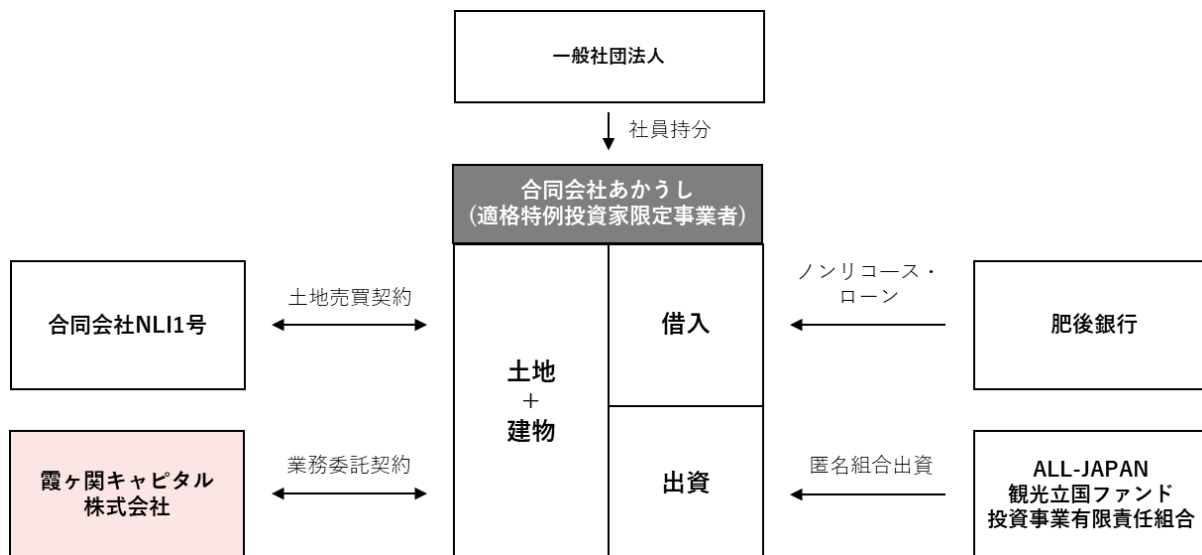 一般社団法人
社員持分
合同会社あかうし
(適格特例投資家限定事業者)
合同会社NLI1号
土地売買契約
霞ヶ関キャピタル
株式会社
業務委託契約
土地
+
建物
借入
出資
ノンリコース・
ローン
肥後銀行
匿名組合出資
ALL-JAPAN
観光立国ファンド
投資事業有限責任組合